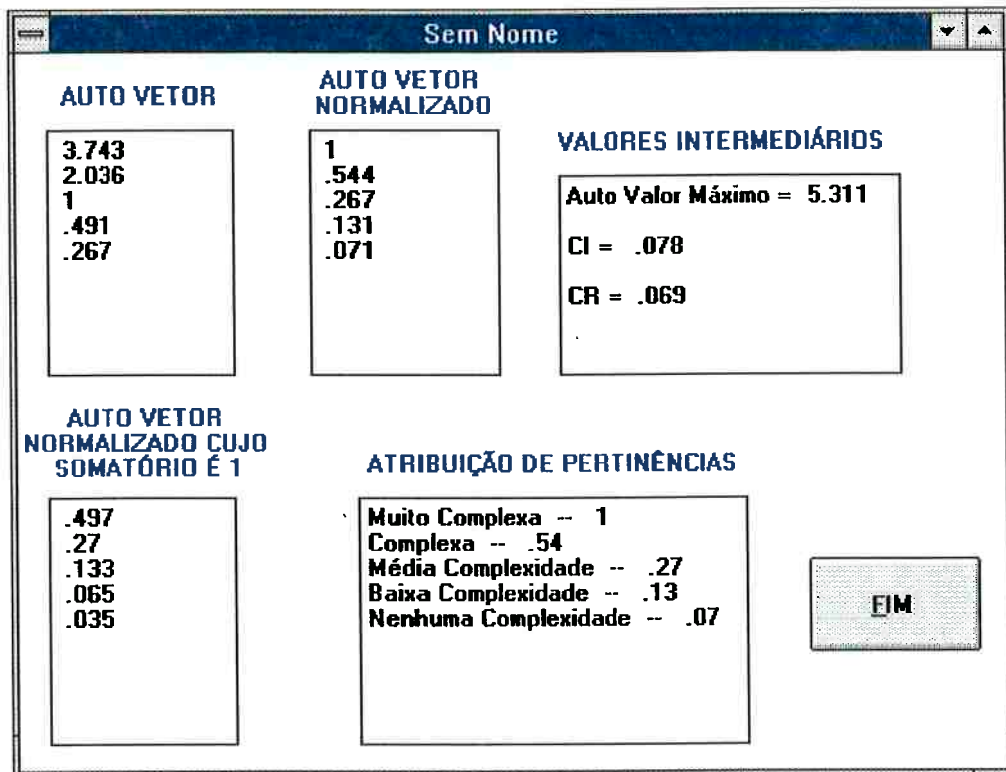 Sem Nome
AUTO VETOR
3.743
2.036
1
.491
.267
AUTO VETOR
NORMALIZADO
1
.544
.267
.131
.071
VALORES INTERMEDIÁRIOS
Auto Valor Máximo = 5.311
CI = .078
CR = .069
AUTO VETOR
NORMALIZADO CUJO
SOMATÓRIO É 1
.497
.27
.133
.065
.035
ATRIBUIÇÃO DE PERTINÊNCIAS
Muito Complexa -- 1
Complexa -- .54
Média Complexidade -- .27
Baixa Complexidade -- .13
Nenhuma Complexidade -- .07
FIM